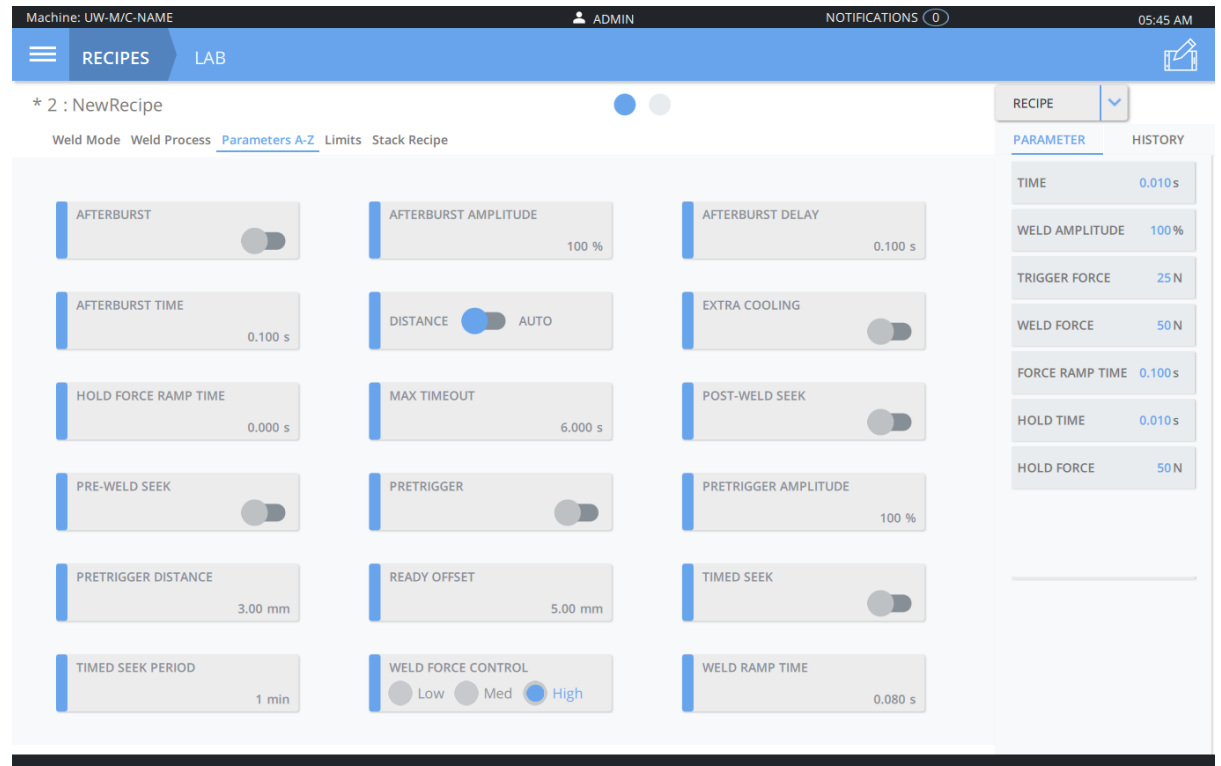 Machine: UW-M/C-NAME ADMIN NOTIFICATIONS 0 05:45 AM
RECIPES LAB
* 2 : NewRecipe
Weld Mode Weld Process Parameters A-Z Limits Stack Recipe
AFTERBURST
AFTERBURST AMPLITUDE
100 %
AFTERBURST DELAY
0.100 s
AFTERBURST TIME
0.100 s
DISTANCE AUTO
EXTRA COOLING
HOLD FORCE RAMP TIME
0.000 s
MAX TIMEOUT
6.000 s
POST-WELD SEEK
PRE-WELD SEEK
PRETRIGGER
PRETRIGGER AMPLITUDE
100 %
PRETRIGGER DISTANCE
3.00 mm
READY OFFSET
5.00 mm
TIMED SEEK
TIMED SEEK PERIOD
1 min
WELD FORCE CONTROL
Low Med High
WELD RAMP TIME
0.080 s
RECIPE
PARAMETER HISTORY
TIME 0.010 s
WELD AMPLITUDE 100 %
TRIGGER FORCE 25 N
WELD FORCE 50 N
FORCE RAMP TIME 0.100 s
HOLD TIME 0.010 s
HOLD FORCE 50 N